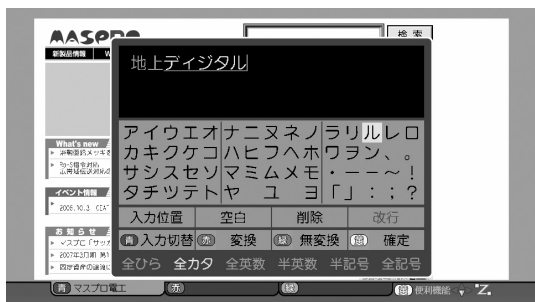 MASPRO
検索
新製品情報
地上ディジタル
アイウエオナニヌネノラリルレロ
カキクケコハヒフヘホワヲン、。
サシスセソマミムメモ・ー－～！
タチツテトヤユヨ「」：；？
入力位置 空白 削除 改行
青 入力切替 赤 変換 緑 無変換 黄 確定
全ひら 全カタ 全英数 半英数 半記号 全記号
What's new
イベント情報
2006.10.3
お知らせ
青 マスプロ電工 赤 緑 黄 便利機能